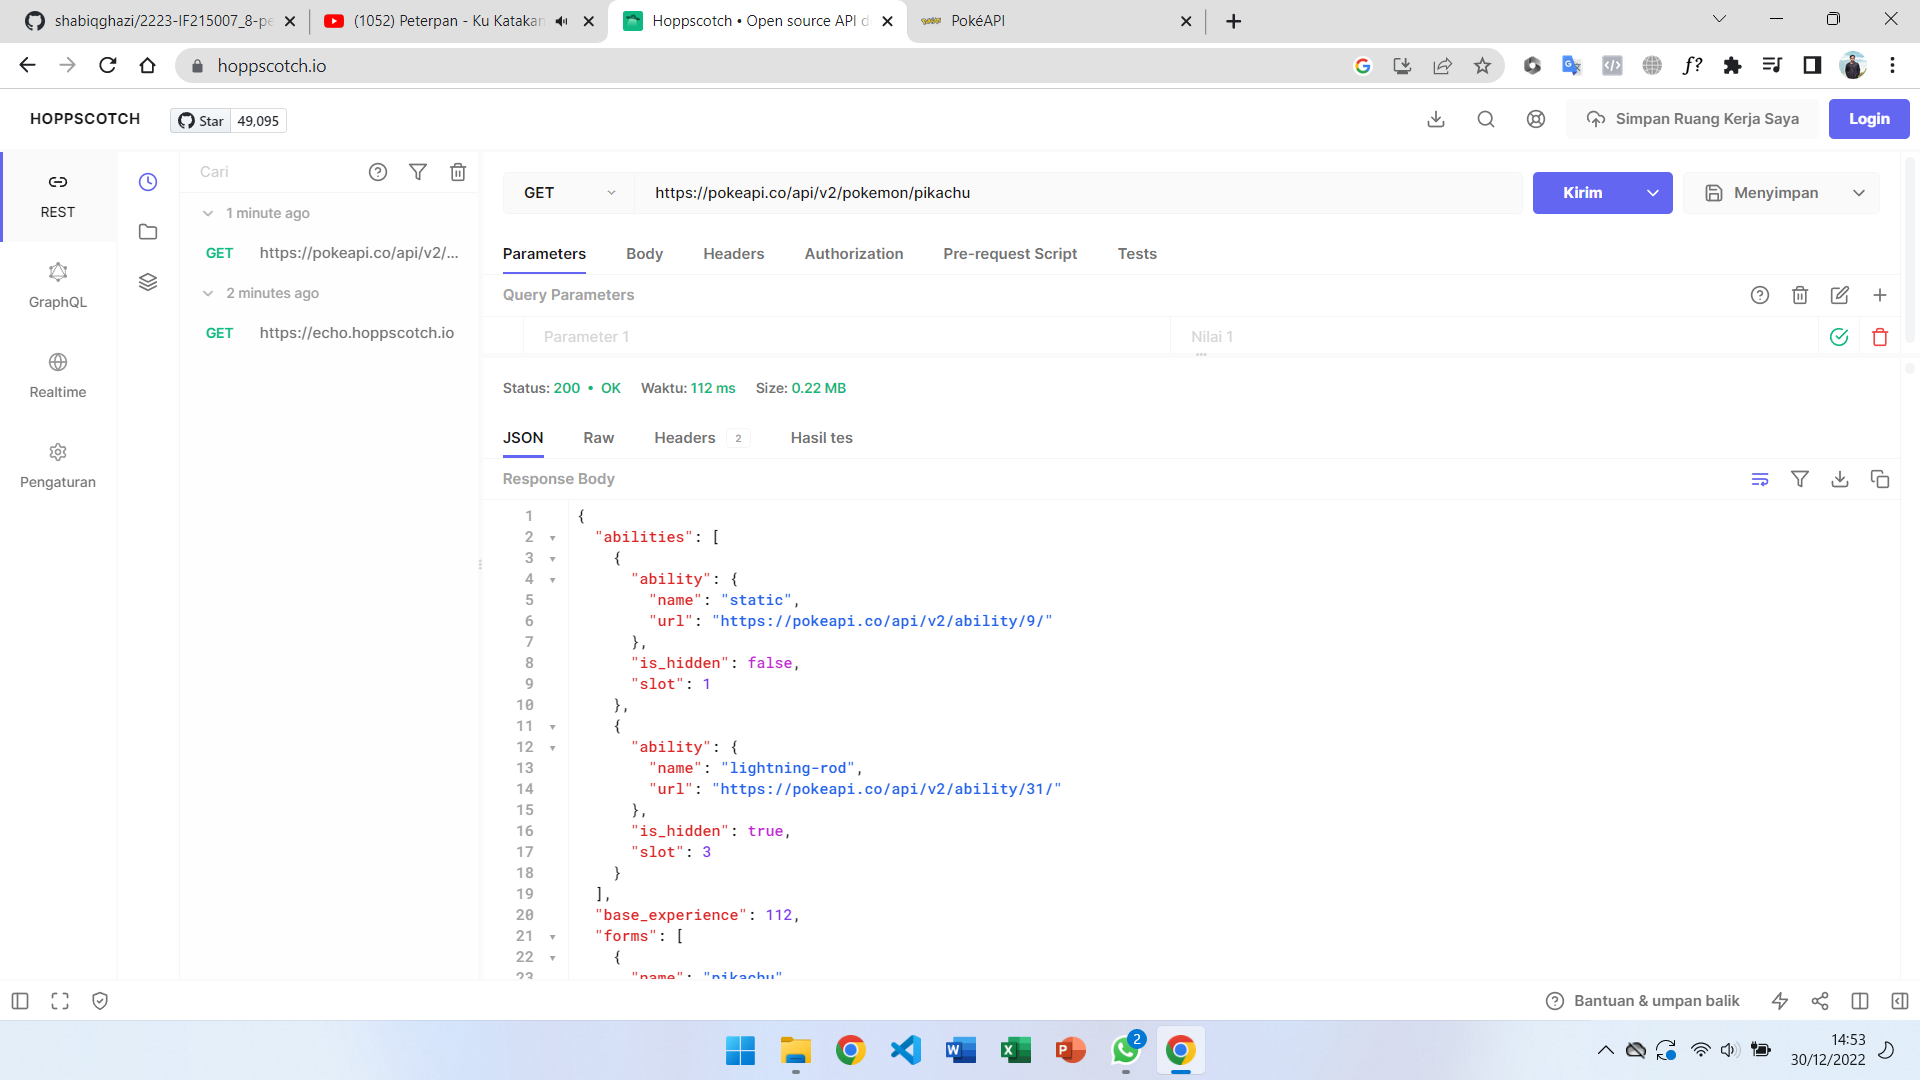 shabiqghazi/2223-IF215007_8-pe
(1052) Peterpan - Ku Katakan
Hoppscotch • Open source API d
PokéAPI
hoppscotch.io
HOPPSCOTCH
Star
49,095
Simpan Ruang Kerja Saya
Login
REST
GraphQL
Realtime
Pengaturan
Cari
1 minute ago
GET https://pokeapi.co/api/v2/...
2 minutes ago
GET https://echo.hoppscotch.io
GET
https://pokeapi.co/api/v2/pokemon/pikachu
Kirim
Menyimpan
Parameters
Body
Headers
Authorization
Pre-request Script
Tests
Query Parameters
Parameter 1
Nilai 1
Status: 200 • OK
Waktu: 112 ms
Size: 0.22 MB
JSON
Raw
Headers 2
Hasil tes
Response Body
1 {
2 "abilities": [
3 {
4 "ability": {
5 "name": "static",
6 "url": "https://pokeapi.co/api/v2/ability/9/"
7 },
8 "is_hidden": false,
9 "slot": 1
10 },
11 {
12 "ability": {
13 "name": "lightning-rod",
14 "url": "https://pokeapi.co/api/v2/ability/31/"
15 },
16 "is_hidden": true,
17 "slot": 3
18 }
19 ],
20 "base_experience": 112,
21 "forms": [
22 {
23 "name": "pikachu"
Bantuan & umpan balik
2
14:53
30/12/2022